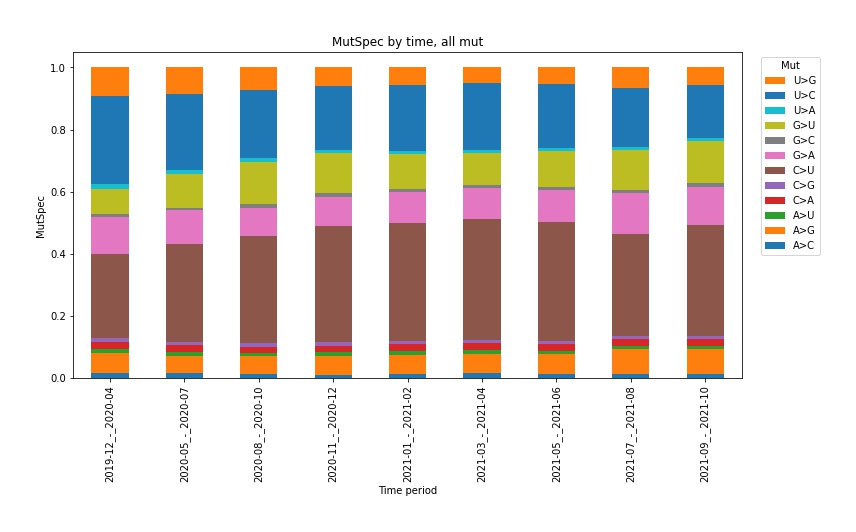 MutSpec by time, all mut
MutSpec
1.0
0.8
0.6
0.4
0.2
0.0
2019-12_-_2020-04
2020-05_-_2020-07
2020-08_-_2020-10
2020-11_-_2020-12
2021-01_-_2021-02
2021-03_-_2021-04
2021-05_-_2021-06
2021-07_-_2021-08
2021-09_-_2021-10
Time period
Mut
U>G
U>C
U>A
G>U
G>C
G>A
C>U
C>G
C>A
A>U
A>G
A>C